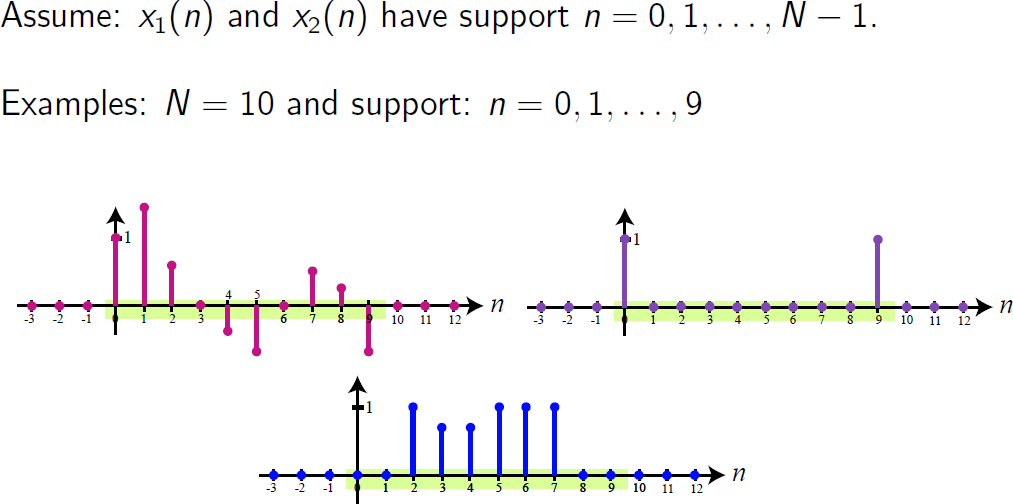 Assume: x₁(n) and x₂(n) have support n = 0, 1, . . . , N − 1.
Examples: N = 10 and support: n = 0, 1, . . . , 9
1
1
4 5
n
n
-3 -2 -1 0 1 2 3 6 7 8 9 10 11 12
-3 -2 -1 0 1 2 3 4 5 6 7 8 9 10 11 12
1
n
-3 -2 -1 0 1 2 3 4 5 6 7 8 9 10 11 12